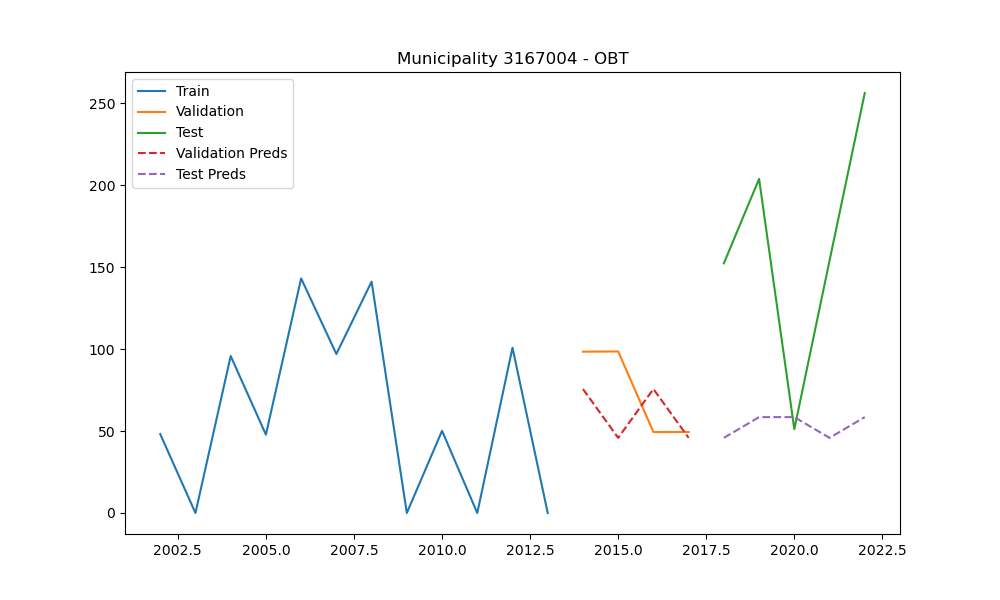 Municipality 3167004 - OBT
Train
Validation
Test
Validation Preds
Test Preds
250
200
150
100
50
0
2002.5 2005.0 2007.5 2010.0 2012.5 2015.0 2017.5 2020.0 2022.5